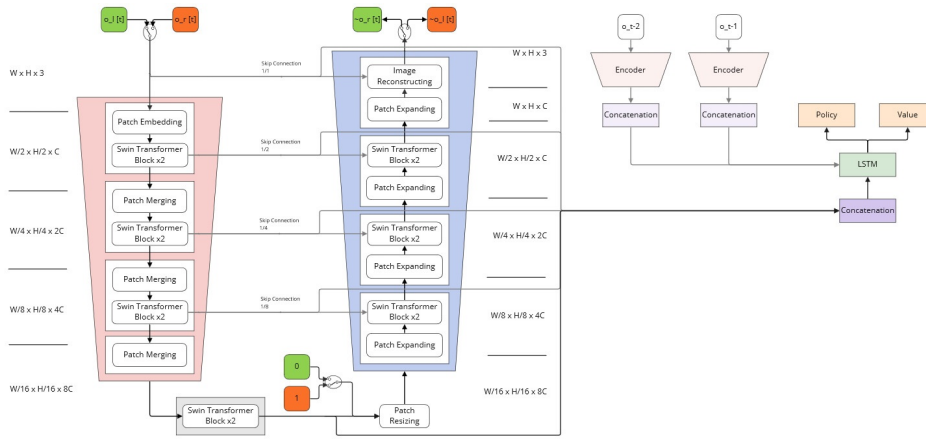 o_l [t]
o_r [t]
W x H x 3
Patch Embedding
W/2 x H/2 x C
Swin Transformer
Block x2
Patch Merging
W/4 x H/4 x 2C
Swin Transformer
Block x2
Patch Merging
W/8 x H/8 x 4C
Swin Transformer
Block x2
Patch Merging
W/16 x H/16 x 8C
Swin Transformer
Block x2
Skip Connection
1/1
Skip Connection
1/2
Skip Connection
1/4
Skip Connection
1/8
0
1
Patch
Resizing
~o_r [t]
~o_l [t]
Image
Reconstructing
Patch Expanding
Swin Transformer
Block x2
Patch Expanding
Swin Transformer
Block x2
Patch Expanding
Swin Transformer
Block x2
Patch Expanding
W x H x 3
W x H x C
W/2 x H/2 x C
W/4 x H/4 x 2C
W/8 x H/8 x 4C
W/16 x H/16 x 8C
o_t-2
o_t-1
Encoder
Encoder
Concatenation
Concatenation
Policy
Value
LSTM
Concatenation